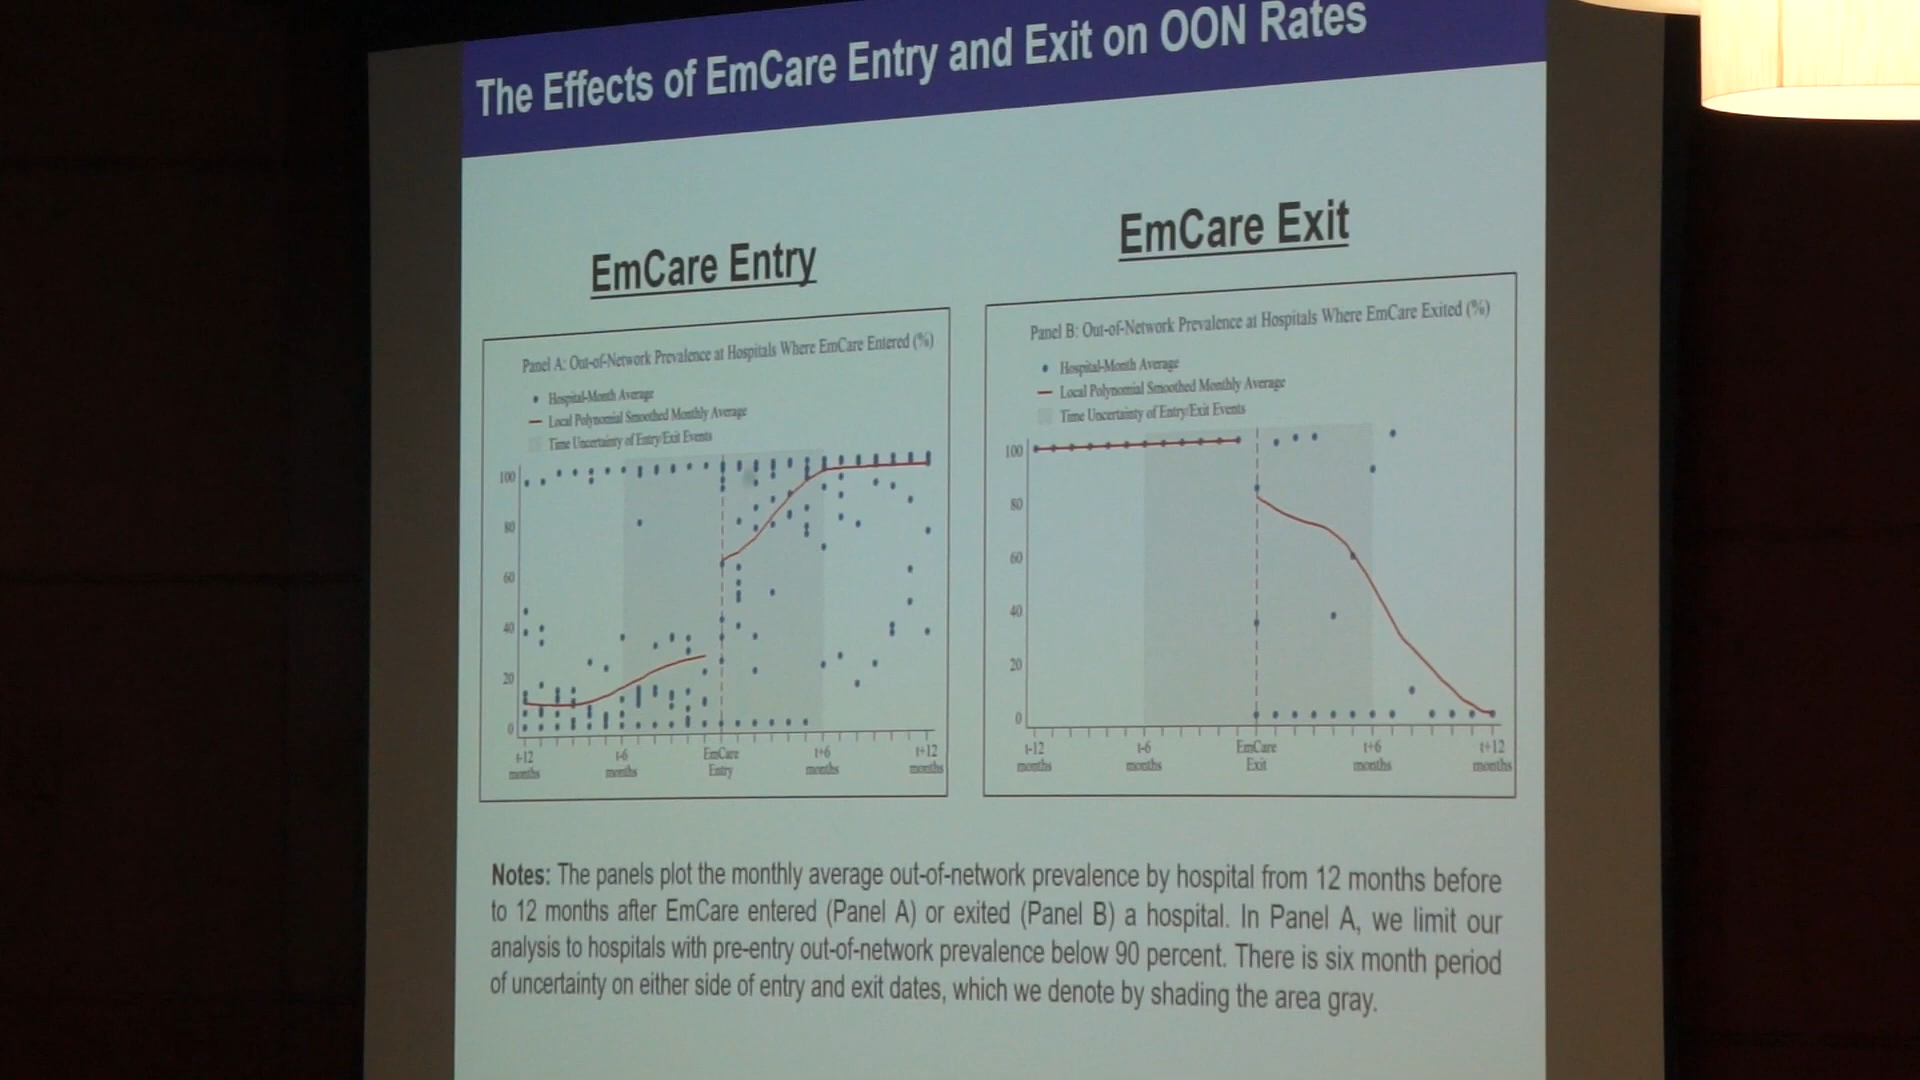 The Effects of EmCare Entry and Exit on OON Rates
EmCare Entry
EmCare Exit
Panel A: Out-of-Network Prevalence at Hospitals Where EmCare Entered (%)
Hospital-Month Average
Local Polynomial Smoothed Monthly Average
Time Uncertainty of Entry/Exit Events
100
80
60
40
20
0
t-12 months
t-6 months
EmCare Entry
t+6 months
t+12 months
Panel B: Out-of-Network Prevalence at Hospitals Where EmCare Exited (%)
Hospital-Month Average
Local Polynomial Smoothed Monthly Average
Time Uncertainty of Entry/Exit Events
100
80
60
40
20
0
t-12 months
t-6 months
EmCare Exit
t+6 months
t+12 months
Notes: The panels plot the monthly average out-of-network prevalence by hospital from 12 months before
to 12 months after EmCare entered (Panel A) or exited (Panel B) a hospital. In Panel A, we limit our
analysis to hospitals with pre-entry out-of-network prevalence below 90 percent. There is six month period
of uncertainty on either side of entry and exit dates, which we denote by shading the area gray.